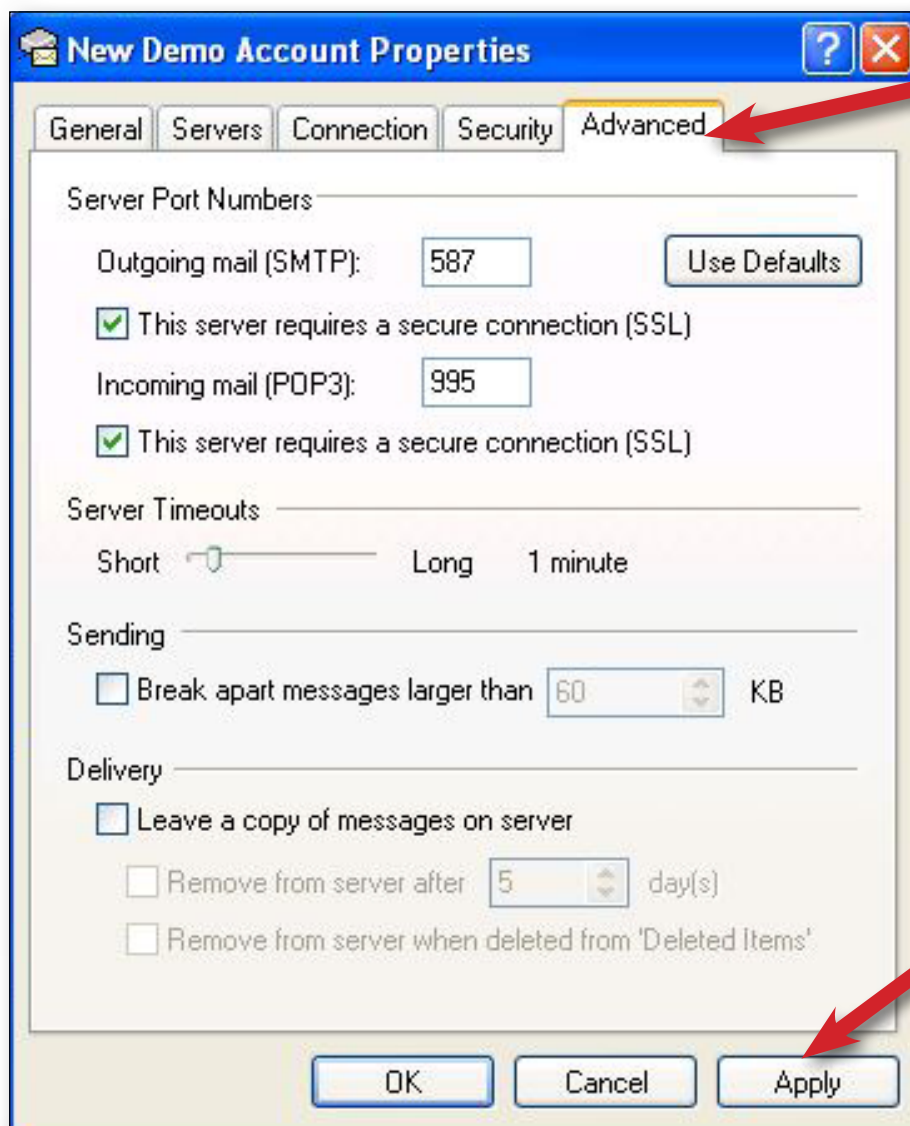 New Demo Account Properties
General Servers Connection Security Advanced
Server Port Numbers
Outgoing mail (SMTP): 587 Use Defaults
This server requires a secure connection (SSL)
Incoming mail (POP3): 995
This server requires a secure connection (SSL)
Server Timeouts
Short Long 1 minute
Sending
Break apart messages larger than 60 KB
Delivery
Leave a copy of messages on server
Remove from server after 5 day(s)
Remove from server when deleted from 'Deleted Items'
OK Cancel Apply